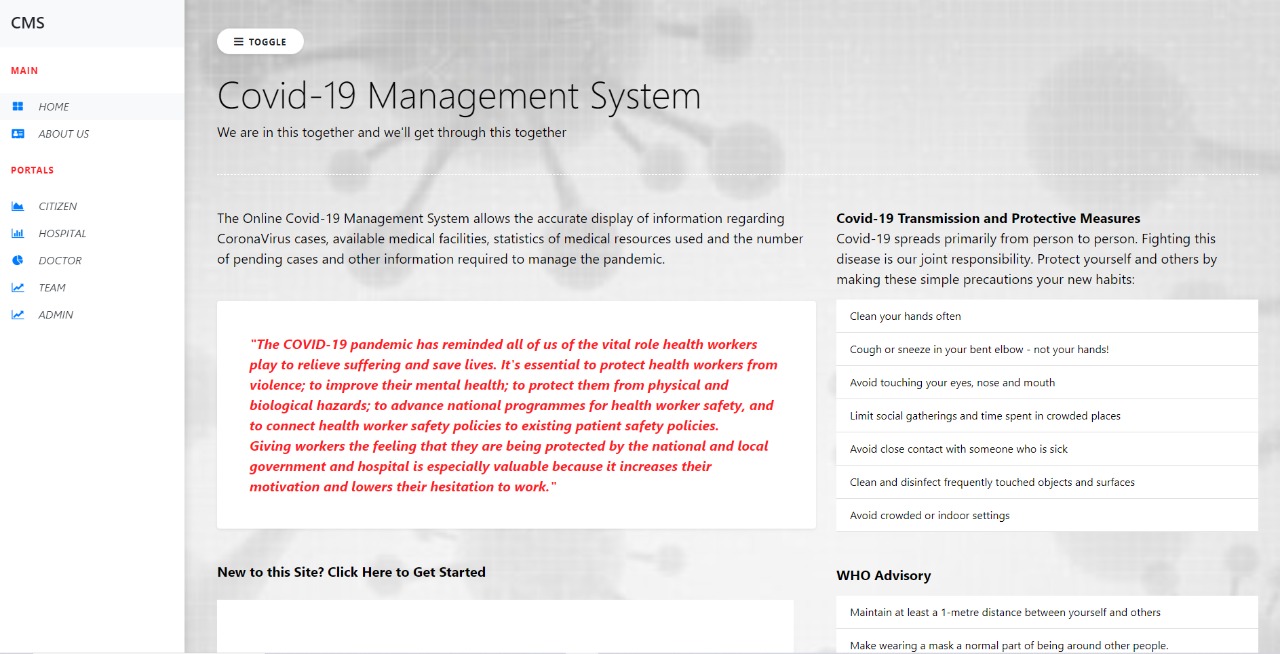 CMS
MAIN
HOME
ABOUT US
PORTALS
CITIZEN
HOSPITAL
DOCTOR
TEAM
ADMIN
TOGGLE
Covid-19 Management System
We are in this together and we'll get through this together
The Online Covid-19 Management System allows the accurate display of information regarding
CoronaVirus cases, available medical facilities, statistics of medical resources used and the number
of pending cases and other information required to manage the pandemic.
"The COVID-19 pandemic has reminded all of us of the vital role health workers
play to relieve suffering and save lives. It's essential to protect health workers from
violence; to improve their mental health; to protect them from physical and
biological hazards; to advance national programmes for health worker safety, and
to connect health worker safety policies to existing patient safety policies.
Giving workers the feeling that they are being protected by the national and local
government and hospital is especially valuable because it increases their
motivation and lowers their hesitation to work."
New to this Site? Click Here to Get Started
Covid-19 Transmission and Protective Measures
Covid-19 spreads primarily from person to person. Fighting this
disease is our joint responsibility. Protect yourself and others by
making these simple precautions your new habits:
Clean your hands often
Cough or sneeze in your bent elbow - not your hands!
Avoid touching your eyes, nose and mouth
Limit social gatherings and time spent in crowded places
Avoid close contact with someone who is sick
Clean and disinfect frequently touched objects and surfaces
Avoid crowded or indoor settings
WHO Advisory
Maintain at least a 1-metre distance between yourself and others
Make wearing a mask a normal part of being around other people.